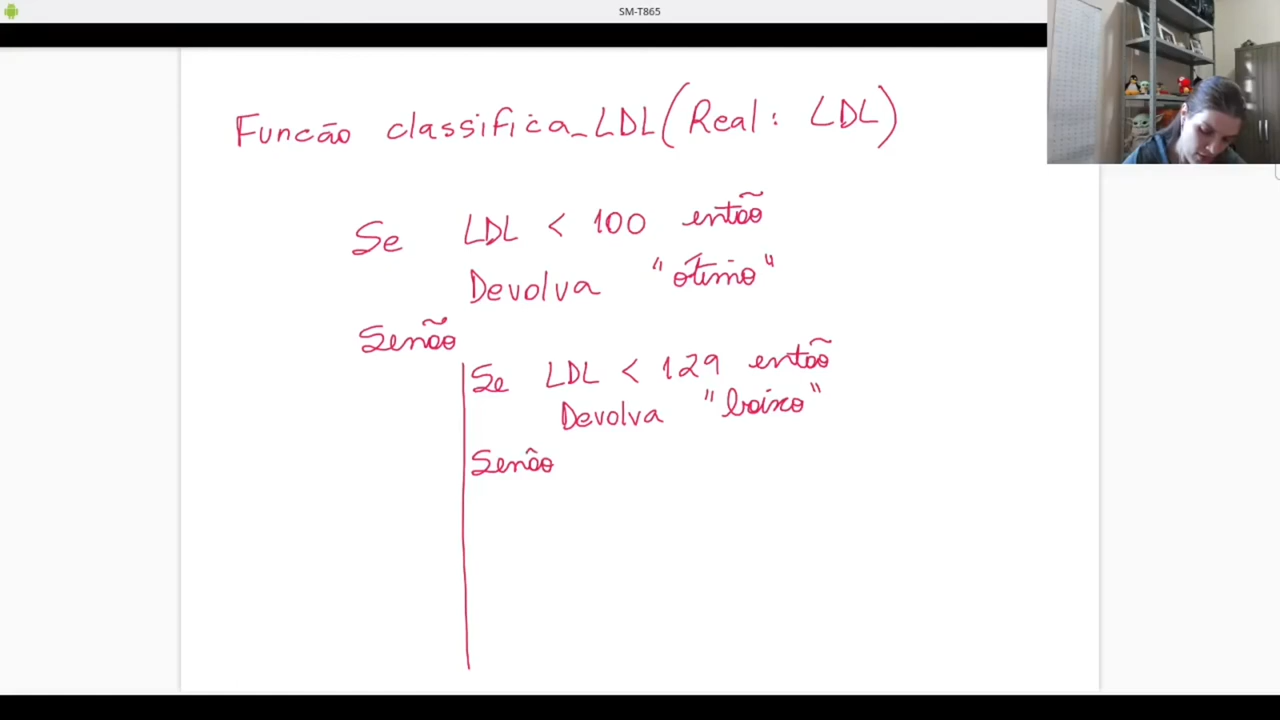 SM-T865
Funcão classifica_LDL(Real: LDL)
Se LDL < 100 então
Devolva "ótimo"
Senão
Se LDL < 129 então
Devolva "baixo"
Senão